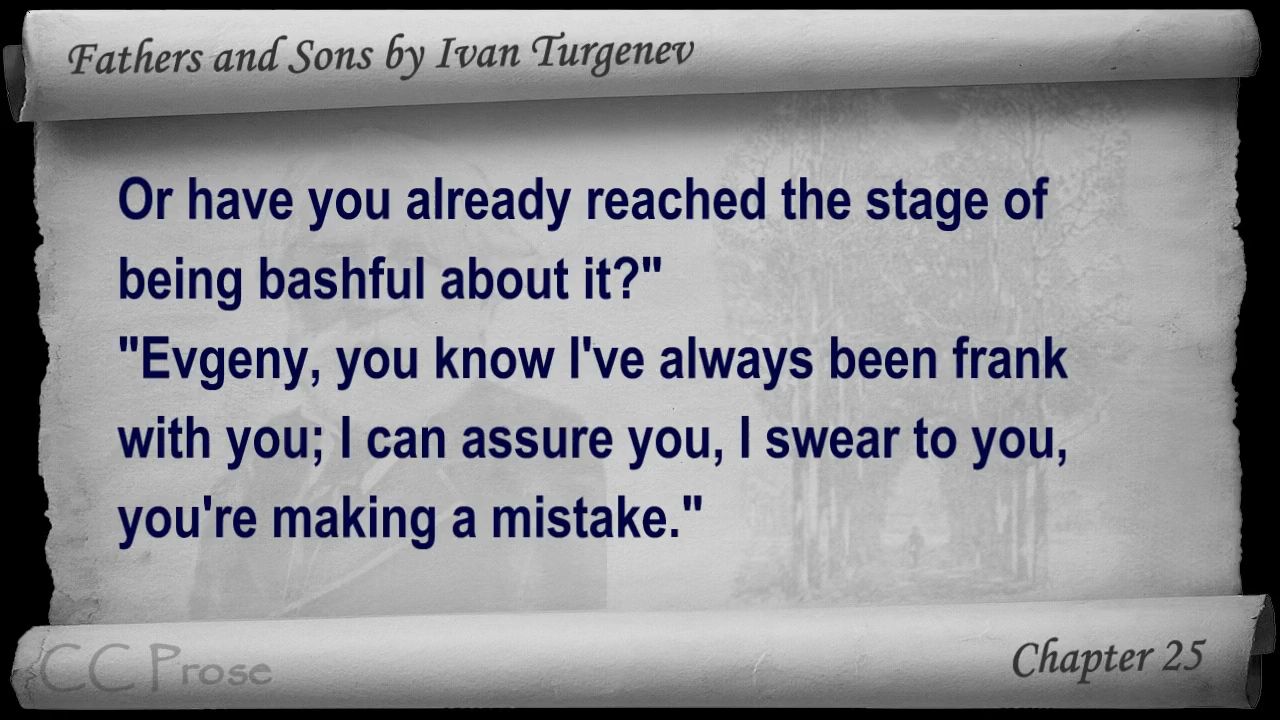 Fathers and Sons by Ivan Turgenev
Or have you already reached the stage of
being bashful about it?"
"Evgeny, you know I've always been frank
with you; I can assure you, I swear to you,
you're making a mistake."
CC Prose
Chapter 25